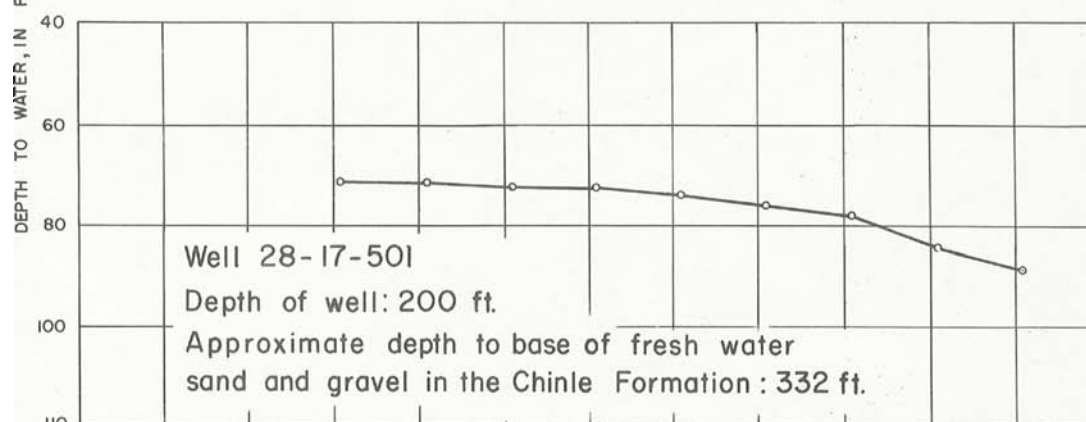 DEPTH TO WATER, IN
40
60
80
100
Well 28-17-501
Depth of well: 200 ft.
Approximate depth to base of fresh water
sand and gravel in the Chinle Formation : 332 ft.